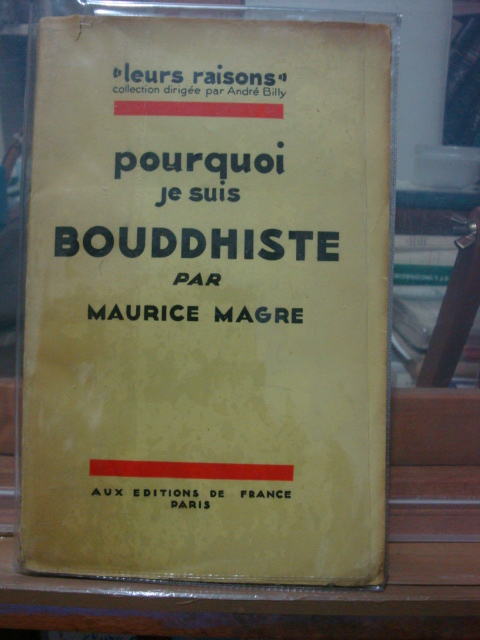 "leurs raisons"
collection dirigée par André Billy
pourquoi
je suis
BOUDDHISTE
PAR
MAURICE MAGRE
AUX EDITIONS DE FRANCE
PARIS